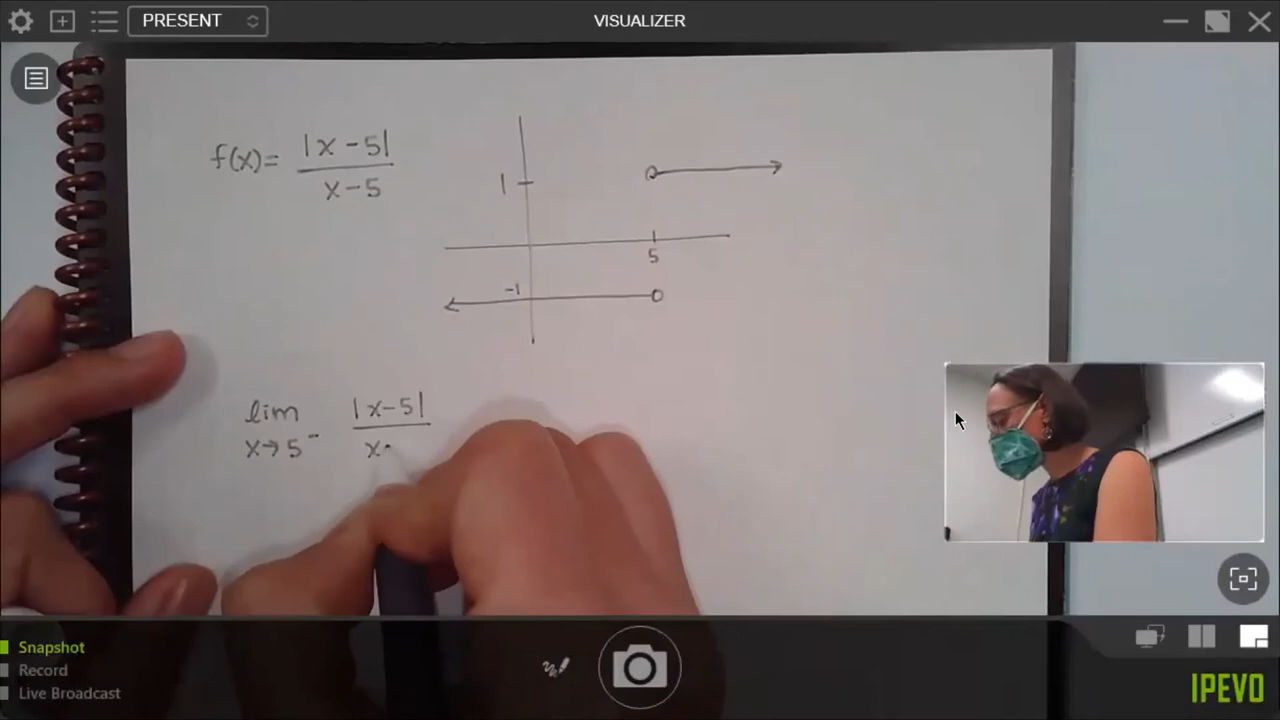 PRESENT
VISUALIZER
f(x) = |x - 5| / x - 5
1
5
-1
lim x→5⁻ |x-5| / x-
Snapshot
Record
Live Broadcast
IPEVO